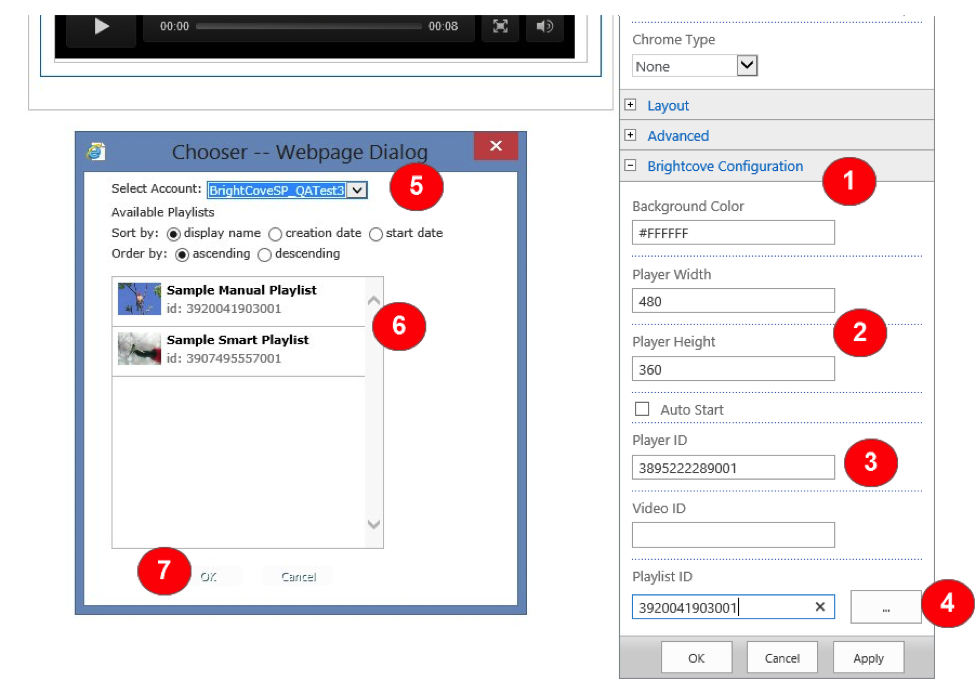 00:00 00:08
Chooser -- Webpage Dialog
Select Account: BrightCoveSP_QATest3
5
Available Playlists
Sort by: display name creation date start date
Order by: ascending descending
Sample Manual Playlist
id: 3920041903001
6
Sample Smart Playlist
id: 3907495557001
7
OK Cancel
Chrome Type
None
Layout
Advanced
Brightcove Configuration
1
Background Color
#FFFFFF
Player Width
480
2
Player Height
360
Auto Start
Player ID
3895222289001
3
Video ID
Playlist ID
3920041903001 ...
4
OK Cancel Apply